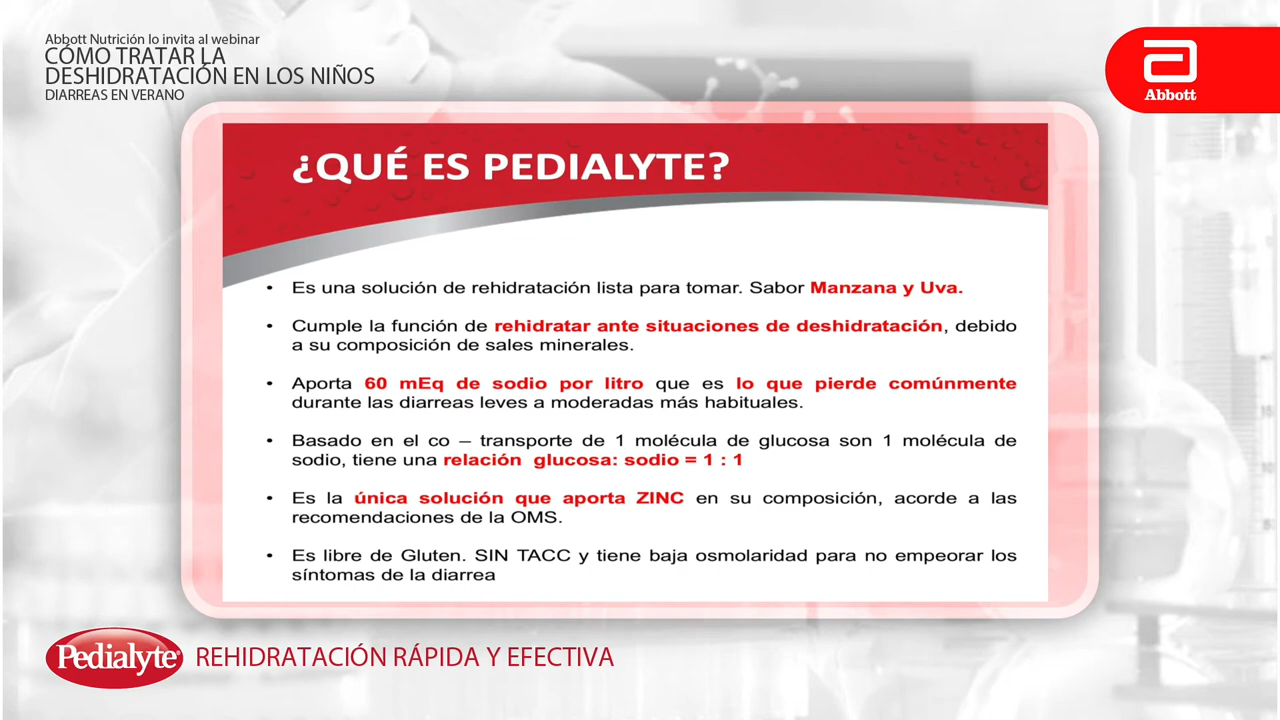 Abbott Nutrición lo invita al webinar
CÓMO TRATAR LA
DESHIDRATACIÓN EN LOS NIÑOS
DIARREAS EN VERANO
Abbott
¿QUÉ ES PEDIALYTE?
• Es una solución de rehidratación lista para tomar. Sabor Manzana y Uva.
• Cumple la función de rehidratar ante situaciones de deshidratación, debido
a su composición de sales minerales.
• Aporta 60 mEq de sodio por litro que es lo que pierde comúnmente
durante las diarreas leves a moderadas más habituales.
• Basado en el co – transporte de 1 molécula de glucosa son 1 molécula de
sodio, tiene una relación glucosa: sodio = 1 : 1
• Es la única solución que aporta ZINC en su composición, acorde a las
recomendaciones de la OMS.
• Es libre de Gluten. SIN TACC y tiene baja osmolaridad para no empeorar los
síntomas de la diarrea
Pedialyte® REHIDRATACIÓN RÁPIDA Y EFECTIVA